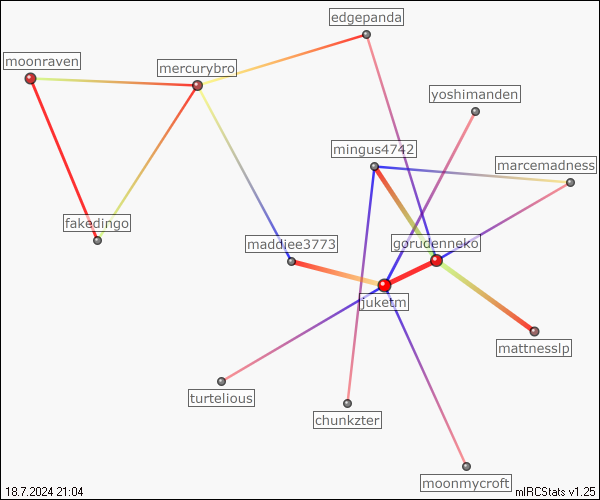 edgepanda
moonraven
mercurybro
yoshimanden
mingus4742
marcemadness
fakedingo
maddiee3773
gorudenneko
juketm
mattnesslp
turtelious
chunkzter
moonmycroft
18.7.2024 21:04
mIRCStats v1.25